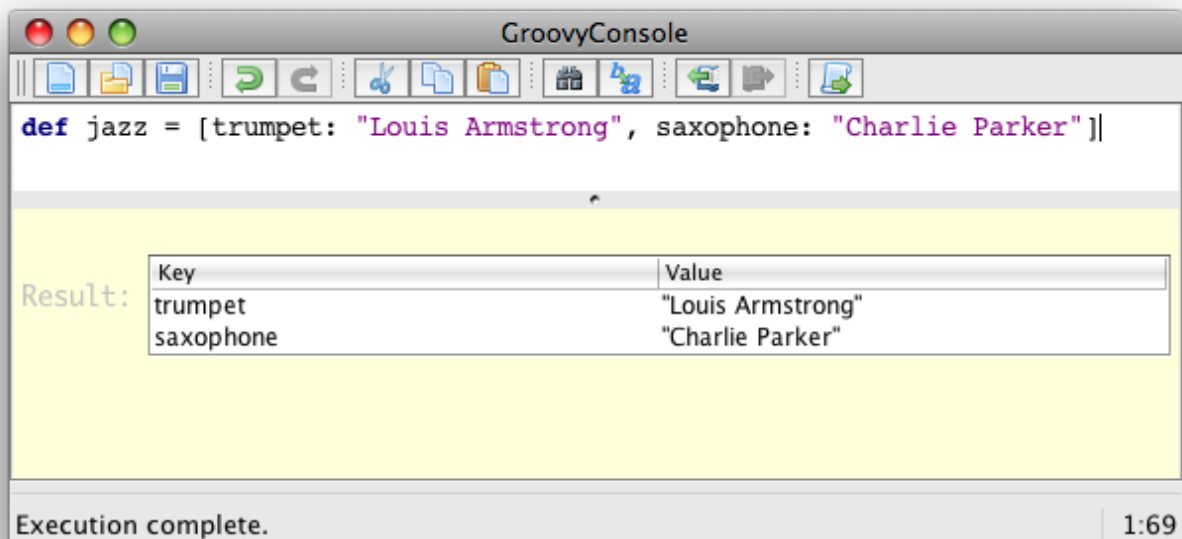 GroovyConsole
def jazz = [trumpet: "Louis Armstrong", saxophone: "Charlie Parker"]
Result:
Key Value
trumpet "Louis Armstrong"
saxophone "Charlie Parker"
Execution complete. 1:69